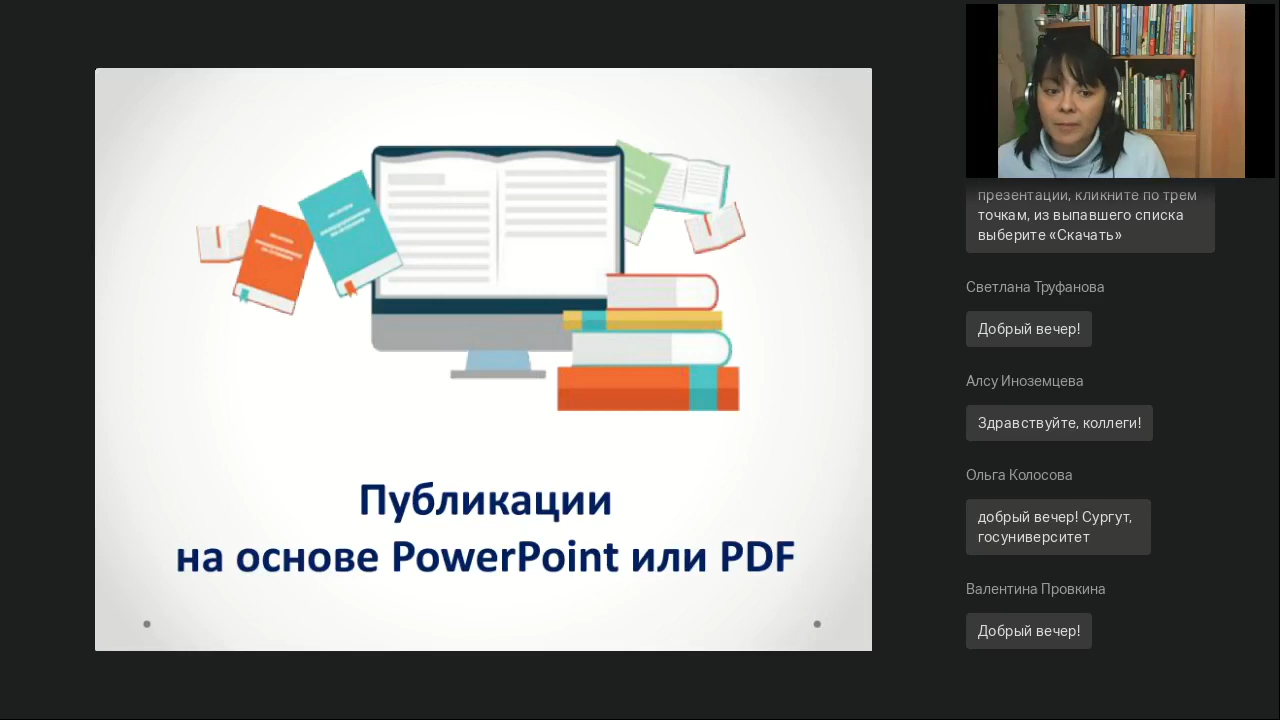 Публикации
на основе PowerPoint или PDF
презентации, кликните по трем
точкам, из выпавшего списка
выберите «Скачать»
Светлана Труфанова
Добрый вечер!
Алсу Иноземцева
Здравствуйте, коллеги!
Ольга Колосова
добрый вечер! Сургут,
госуниверситет
Валентина Провкина
Добрый вечер!